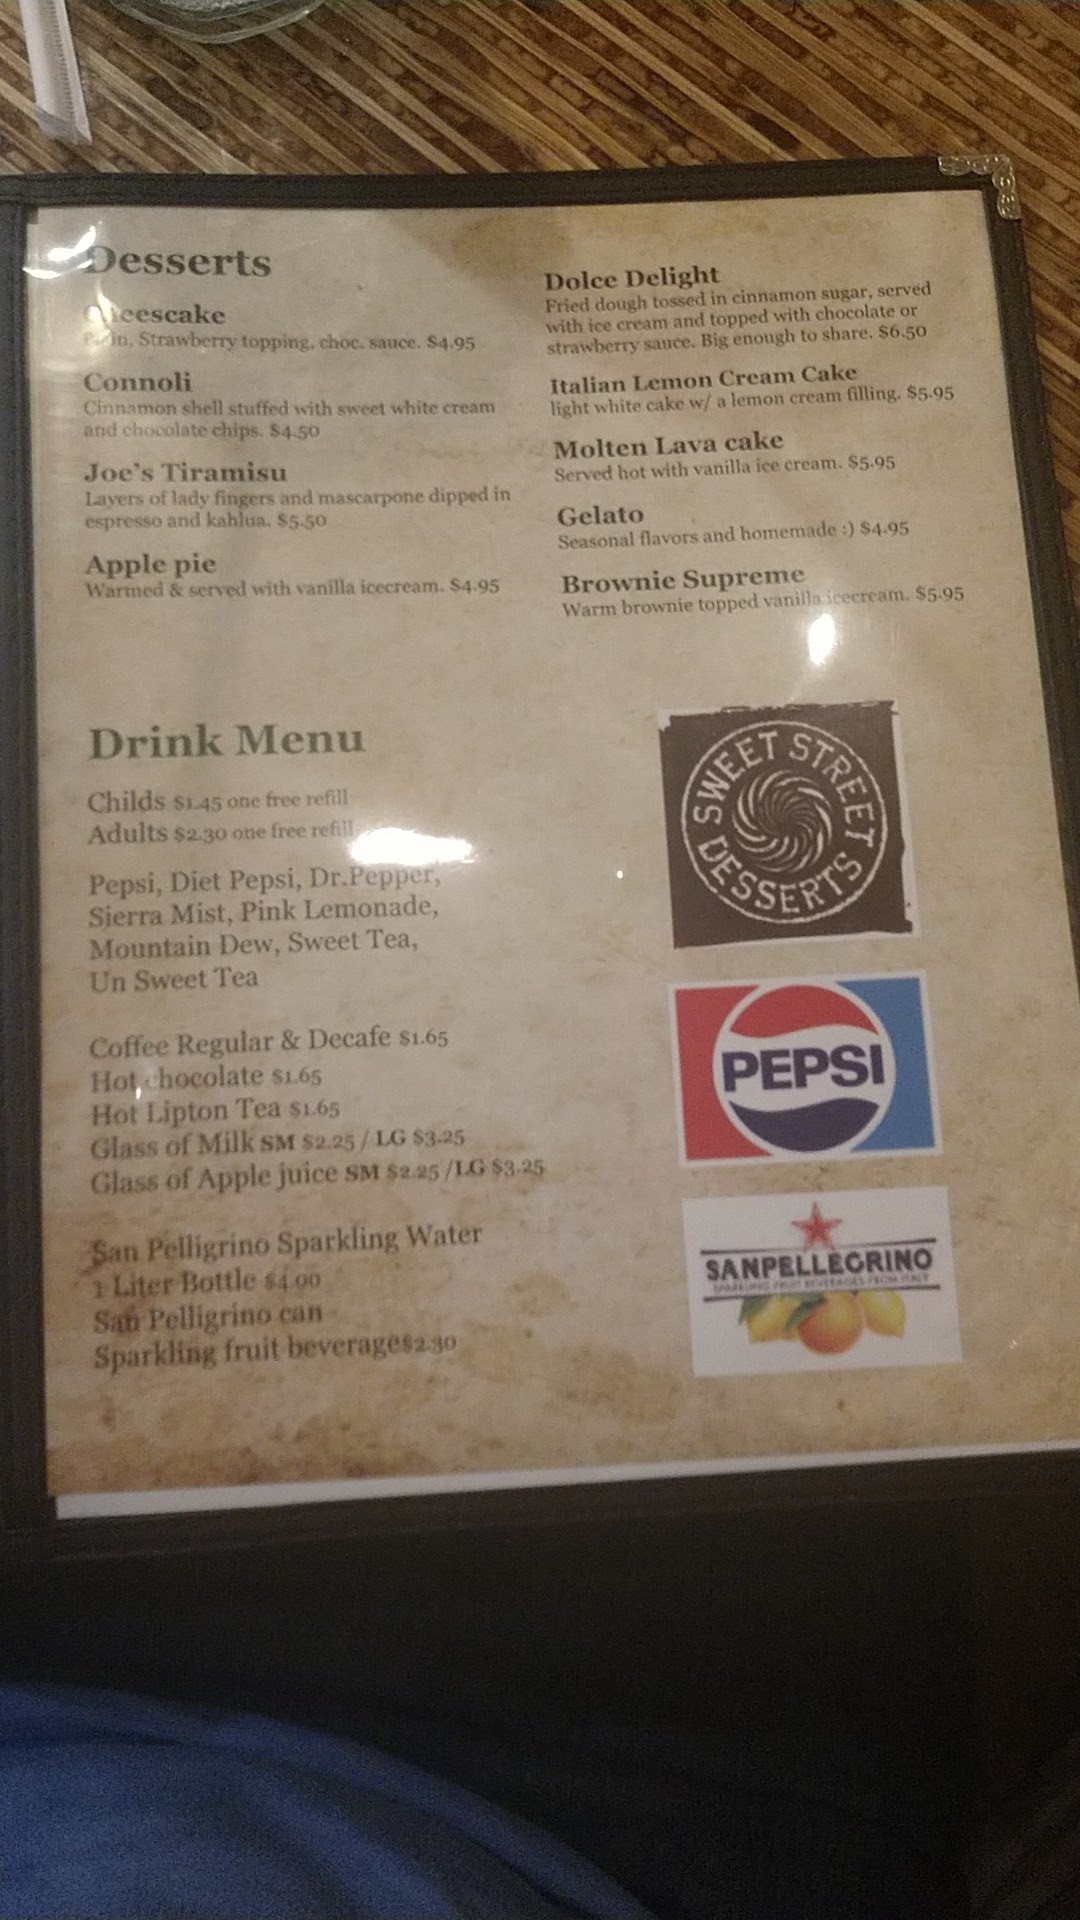 Desserts
Cheescake
Plain, Strawberry topping, choc. sauce. $4.95
Connoli
Cinnamon shell stuffed with sweet white cream
and chocolate chips. $4.50
Joe's Tiramisu
Layers of lady fingers and mascarpone dipped in
espresso and kahlua. $5.50
Apple pie
Warmed & served with vanilla icecream. $4.95
Dolce Delight
Fried dough tossed in cinnamon sugar, served
with ice cream and topped with chocolate or
strawberry sauce. Big enough to share. $6.50
Italian Lemon Cream Cake
light white cake w/ a lemon cream filling. $5.95
Molten Lava cake
Served hot with vanilla ice cream. $5.95
Gelato
Seasonal flavors and homemade :) $4.95
Brownie Supreme
Warm brownie topped vanilla icecream. $5.95
Drink Menu
Childs $1.45 one free refill
Adults $2.30 one free refill
Pepsi, Diet Pepsi, Dr.Pepper,
Sierra Mist, Pink Lemonade,
Mountain Dew, Sweet Tea,
Un Sweet Tea
Coffee Regular & Decafe $1.65
Hot chocolate $1.65
Hot Lipton Tea $1.65
Glass of Milk SM $2.25 / LG $3.25
Glass of Apple juice SM $2.25 /LG $3.25
San Pelligrino Sparkling Water
1 Liter Bottle $4.00
San Pelligrino can
Sparkling fruit beverage$2.30
SWEET STREET
DESSERTS
PEPSI
SANPELLEGRINO
SPARKLING FRUIT BEVERAGES FROM ITALY